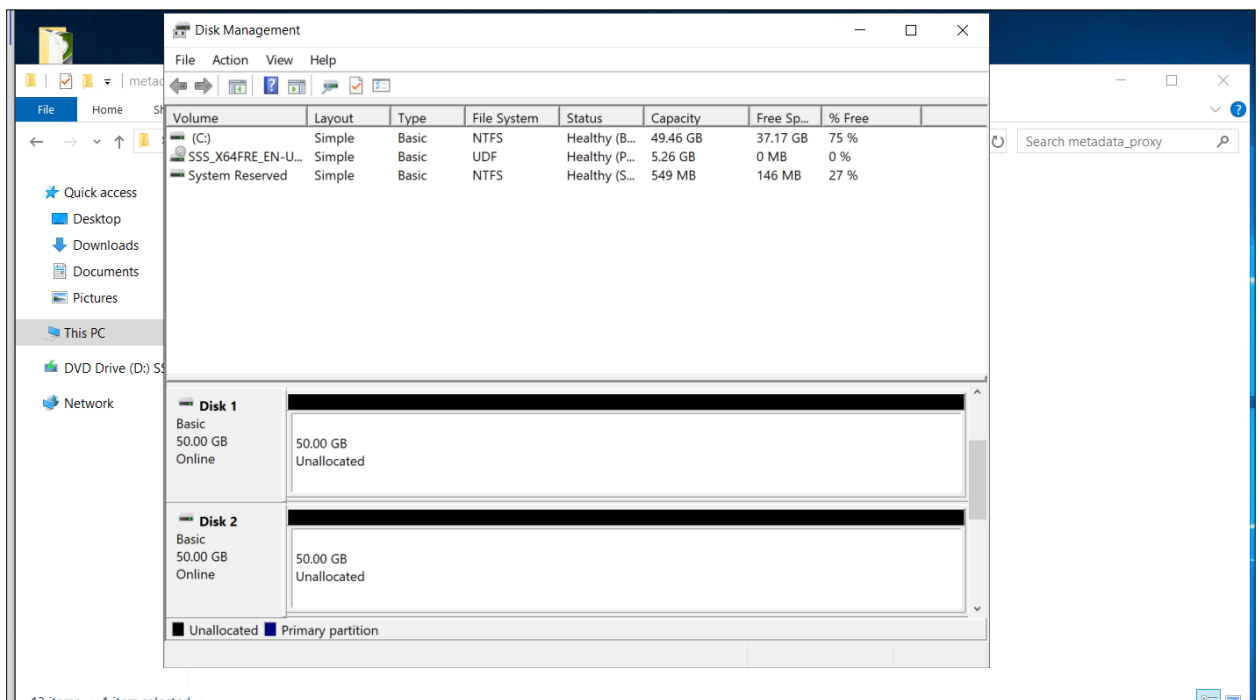 Disk Management
File Action View Help
Volume Layout Type File System Status Capacity Free Sp... % Free
(C:) Simple Basic NTFS Healthy (B... 49.46 GB 37.17 GB 75 %
SSS_X64FRE_EN-U... Simple Basic UDF Healthy (P... 5.26 GB 0 MB 0 %
System Reserved Simple Basic NTFS Healthy (S... 549 MB 146 MB 27 %
Disk 1
Basic
50.00 GB
Online
50.00 GB
Unallocated
Disk 2
Basic
50.00 GB
Online
50.00 GB
Unallocated
Unallocated Primary partition
File Home
Search metadata_proxy
Quick access
Desktop
Downloads
Documents
Pictures
This PC
DVD Drive (D:)
Network